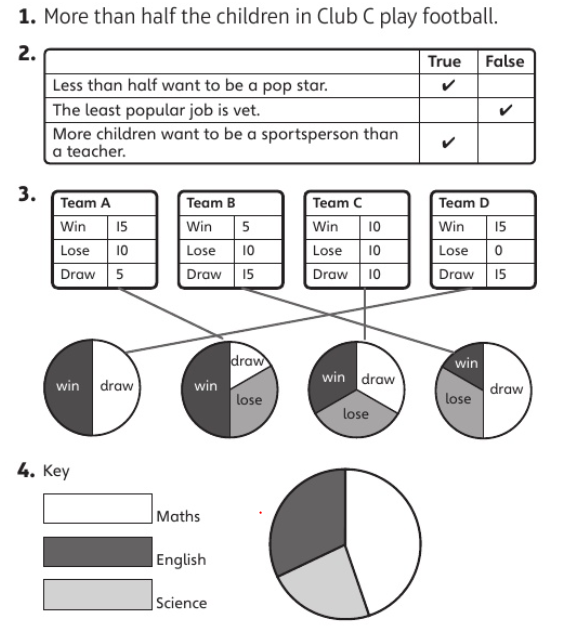 1. More than half the children in Club C play football.
2.
True False
Less than half want to be a pop star. ✔
The least popular job is vet. ✔
More children want to be a sportsperson than
a teacher. ✔
3.
Team A Team B Team C Team D
Win 15 Win 5 Win 10 Win 15
Lose 10 Lose 10 Lose 10 Lose 0
Draw 5 Draw 15 Draw 10 Draw 15
win draw win draw lose win draw lose win lose draw
4. Key
Maths
English
Science